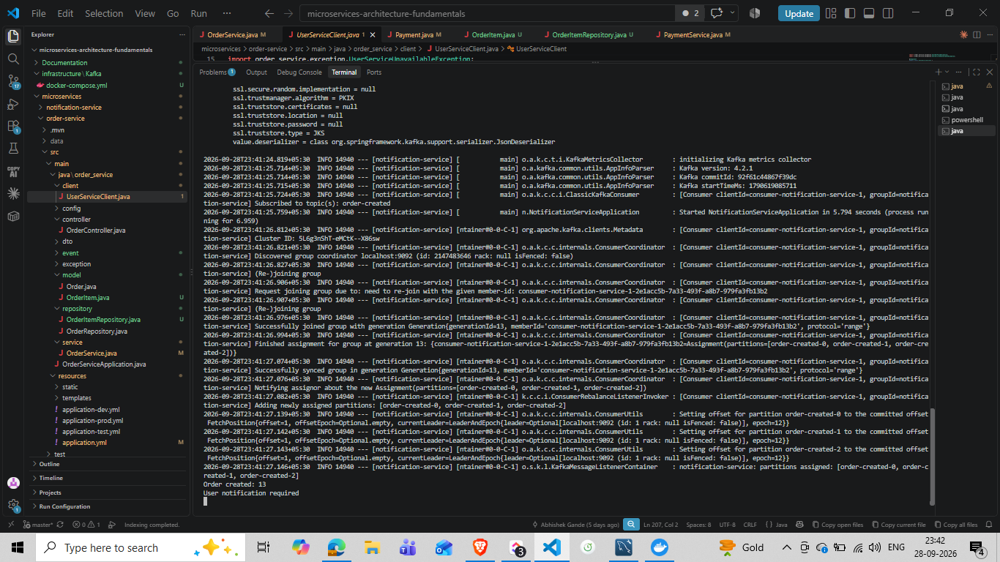 File Edit Selection View Go Run ··· microservices-architecture-fundamentals 2 Update
Explorer
microservices-architecture-fundamentals
Documentation
infrastructure \ Kafka
docker-compose.yml U
microservices
notification-service
order-service
.mvn
data
src
main
java \ order_service
client
UserServiceClient.java 1
config
controller
OrderController.java
dto
event
exception
model
Order.java
OrderItem.java U
repository
OrderItemRepository.java U
OrderRepository.java
service
OrderService.java M
OrderServiceApplication.java
resources
static
templates
application-dev.yml
application-prod.yml
application-test.yml
application.yml M
test
Outline
Timeline
Projects
Run Configuration
17
1
COPY
API
1
OrderService.java M UserServiceClient.java 1 Payment.java M OrderItem.java U OrderItemRepository.java U PaymentService.java M
microservices > order-service > src > main > java > order_service > client > UserServiceClient.java > UserServiceClient
15 import order_service.exception.UserServiceUnavailableException;
Problems 1 Output Debug Console Terminal Ports
ssl.secure.random.implementation = null
ssl.trustmanager.algorithm = PKIX
ssl.truststore.certificates = null
ssl.truststore.location = null
ssl.truststore.password = null
ssl.truststore.type = JKS
value.deserializer = class org.springframework.kafka.support.serializer.JsonDeserializer
2026-09-28T23:41:24.819+05:30 INFO 14940 --- [notification-service] [ main] o.a.k.c.t.i.KafkaMetricsCollector : initializing Kafka metrics collector
2026-09-28T23:41:25.714+05:30 INFO 14940 --- [notification-service] [ main] o.a.kafka.common.utils.AppInfoParser : Kafka version: 4.2.1
2026-09-28T23:41:25.714+05:30 INFO 14940 --- [notification-service] [ main] o.a.kafka.common.utils.AppInfoParser : Kafka commitId: 92f61c44867f39dc
2026-09-28T23:41:25.715+05:30 INFO 14940 --- [notification-service] [ main] o.a.kafka.common.utils.AppInfoParser : Kafka startTimeMs: 1790619085711
2026-09-28T23:41:25.724+05:30 INFO 14940 --- [notification-service] [ main] o.a.k.c.c.i.ClassicKafkaConsumer : [Consumer clientId=consumer-notification-service-1, groupId=notifica
tion-service] Subscribed to topic(s): order-created
2026-09-28T23:41:25.759+05:30 INFO 14940 --- [notification-service] [ main] n.NotificationServiceApplication : Started NotificationServiceApplication in 5.794 seconds (process run
ning for 6.959)
2026-09-28T23:41:26.812+05:30 INFO 14940 --- [notification-service] [ntainer#0-0-C-1] org.apache.kafka.clients.Metadata : [Consumer clientId=consumer-notification-service-1, groupId=notifica
tion-service] Cluster ID: 5L6g3nShT-eMCtK--X86sw
2026-09-28T23:41:26.821+05:30 INFO 14940 --- [notification-service] [ntainer#0-0-C-1] o.a.k.c.c.internals.ConsumerCoordinator : [Consumer clientId=consumer-notification-service-1, groupId=notifica
tion-service] Discovered group coordinator localhost:9092 (id: 2147483646 rack: null isFenced: false)
2026-09-28T23:41:26.827+05:30 INFO 14940 --- [notification-service] [ntainer#0-0-C-1] o.a.k.c.c.internals.ConsumerCoordinator : [Consumer clientId=consumer-notification-service-1, groupId=notifica
tion-service] (Re-)joining group
2026-09-28T23:41:26.906+05:30 INFO 14940 --- [notification-service] [ntainer#0-0-C-1] o.a.k.c.c.internals.ConsumerCoordinator : [Consumer clientId=consumer-notification-service-1, groupId=notifica
tion-service] Request joining group due to: need to re-join with the given member-id: consumer-notification-service-1-2e1acc5b-7a33-493f-a8b7-979fa3fb13b2
2026-09-28T23:41:26.907+05:30 INFO 14940 --- [notification-service] [ntainer#0-0-C-1] o.a.k.c.c.internals.ConsumerCoordinator : [Consumer clientId=consumer-notification-service-1, groupId=notifica
tion-service] (Re-)joining group
2026-09-28T23:41:26.976+05:30 INFO 14940 --- [notification-service] [ntainer#0-0-C-1] o.a.k.c.c.internals.ConsumerCoordinator : [Consumer clientId=consumer-notification-service-1, groupId=notifica
tion-service] Successfully joined group with generation Generation{generationId=13, memberId='consumer-notification-service-1-2e1acc5b-7a33-493f-a8b7-979fa3fb13b2', protocol='range'}
2026-09-28T23:41:26.994+05:30 INFO 14940 --- [notification-service] [ntainer#0-0-C-1] o.a.k.c.c.internals.ConsumerCoordinator : [Consumer clientId=consumer-notification-service-1, groupId=notifica
tion-service] Finished assignment for group at generation 13: {consumer-notification-service-1-2e1acc5b-7a33-493f-a8b7-979fa3fb13b2=Assignment(partitions=[order-created-0, order-created-1, order-cre
ated-2])}
2026-09-28T23:41:27.074+05:30 INFO 14940 --- [notification-service] [ntainer#0-0-C-1] o.a.k.c.c.internals.ConsumerCoordinator : [Consumer clientId=consumer-notification-service-1, groupId=notifica
tion-service] Successfully synced group in generation Generation{generationId=13, memberId='consumer-notification-service-1-2e1acc5b-7a33-493f-a8b7-979fa3fb13b2', protocol='range'}
2026-09-28T23:41:27.076+05:30 INFO 14940 --- [notification-service] [ntainer#0-0-C-1] o.a.k.c.c.internals.ConsumerCoordinator : [Consumer clientId=consumer-notification-service-1, groupId=notifica
tion-service] Notifying assignor about the new Assignment(partitions=[order-created-0, order-created-1, order-created-2])
2026-09-28T23:41:27.082+05:30 INFO 14940 --- [notification-service] [ntainer#0-0-C-1] k.c.c.i.ConsumerRebalanceListenerInvoker : [Consumer clientId=consumer-notification-service-1, groupId=notifica
tion-service] Adding newly assigned partitions: [order-created-0, order-created-1, order-created-2]
2026-09-28T23:41:27.139+05:30 INFO 14940 --- [notification-service] [ntainer#0-0-C-1] o.a.k.c.c.internals.ConsumerUtils : Setting offset for partition order-created-0 to the committed offset
FetchPosition{offset=1, offsetEpoch=Optional.empty, currentLeader=LeaderAndEpoch{leader=Optional[localhost:9092 (id: 1 rack: null isFenced: false)], epoch=12}}
2026-09-28T23:41:27.142+05:30 INFO 14940 --- [notification-service] [ntainer#0-0-C-1] o.a.k.c.c.internals.ConsumerUtils : Setting offset for partition order-created-1 to the committed offset
FetchPosition{offset=1, offsetEpoch=Optional.empty, currentLeader=LeaderAndEpoch{leader=Optional[localhost:9092 (id: 1 rack: null isFenced: false)], epoch=12}}
2026-09-28T23:41:27.143+05:30 INFO 14940 --- [notification-service] [ntainer#0-0-C-1] o.a.k.c.c.internals.ConsumerUtils : Setting offset for partition order-created-2 to the committed offset
FetchPosition{offset=1, offsetEpoch=Optional.empty, currentLeader=LeaderAndEpoch{leader=Optional[localhost:9092 (id: 1 rack: null isFenced: false)], epoch=12}}
2026-09-28T23:41:27.146+05:30 INFO 14940 --- [notification-service] [ntainer#0-0-C-1] o.s.k.l.KafkaMessageListenerContainer : notification-service: partitions assigned: [order-created-0, order-c
reated-1, order-created-2]
Order created: 13
User notification required
java
java
java
powershell
java
master* 0 1 Indexing completed. Abhishek Gande (5 days ago) Ln 207, Col 2 Spaces: 8 UTF-8 CRLF { } Java Copy open files Copy current file Copy all files
Type here to search 3 Gold ENG 23:42
28-09-2026 4